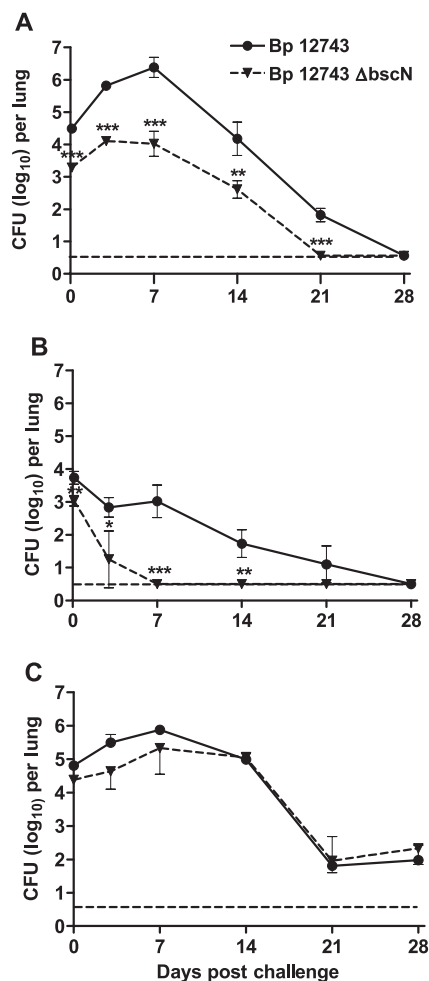 A
Bp 12743
Bp 12743 ΔbscN
CFU (log10) per lung
7
6
5
4
3
2
1
0
***
***
***
**
***
0 7 14 21 28
B
CFU (log10) per lung
7
6
5
4
3
2
1
0
**
*
***
**
0 7 14 21 28
C
CFU (log10) per lung
7
6
5
4
3
2
1
0
0 7 14 21 28
Days post challenge